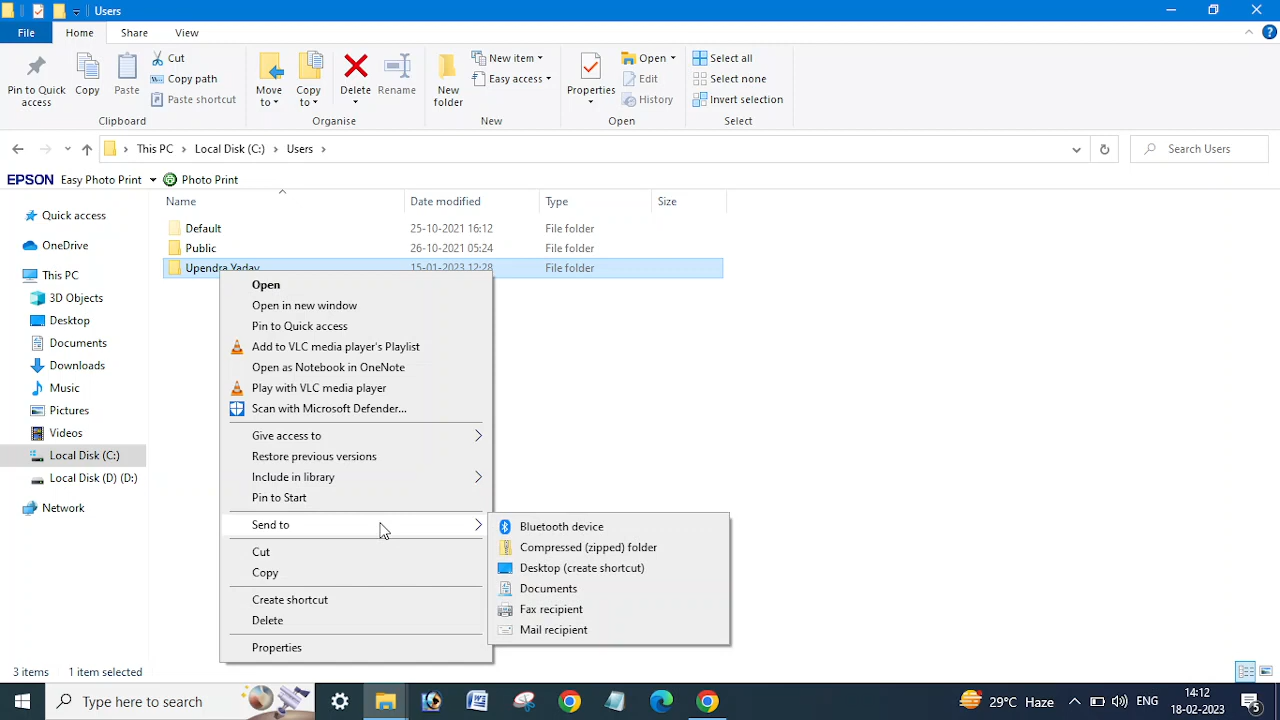 Users
File Home Share View
Pin to Quick access
Copy
Paste
Cut
Copy path
Paste shortcut
Clipboard
Move to
Copy to
Delete
Rename
Organise
New folder
New item
Easy access
New
Properties
Open
Edit
History
Open
Select all
Select none
Invert selection
Select
This PC > Local Disk (C:) > Users >
Search Users
EPSON Easy Photo Print Photo Print
Quick access
OneDrive
This PC
3D Objects
Desktop
Documents
Downloads
Music
Pictures
Videos
Local Disk (C:)
Local Disk (D) (D:)
Network
Name Date modified Type Size
Default 25-10-2021 16:12 File folder
Public 26-10-2021 05:24 File folder
Upendra Yadav 15-01-2023 12:28 File folder
Open
Open in new window
Pin to Quick access
Add to VLC media player's Playlist
Open as Notebook in OneNote
Play with VLC media player
Scan with Microsoft Defender...
Give access to
Restore previous versions
Include in library
Pin to Start
Send to
Cut
Copy
Create shortcut
Delete
Properties
Bluetooth device
Compressed (zipped) folder
Desktop (create shortcut)
Documents
Fax recipient
Mail recipient
3 items 1 item selected
Type here to search
29°C Haze
ENG
14:12
18-02-2023
5